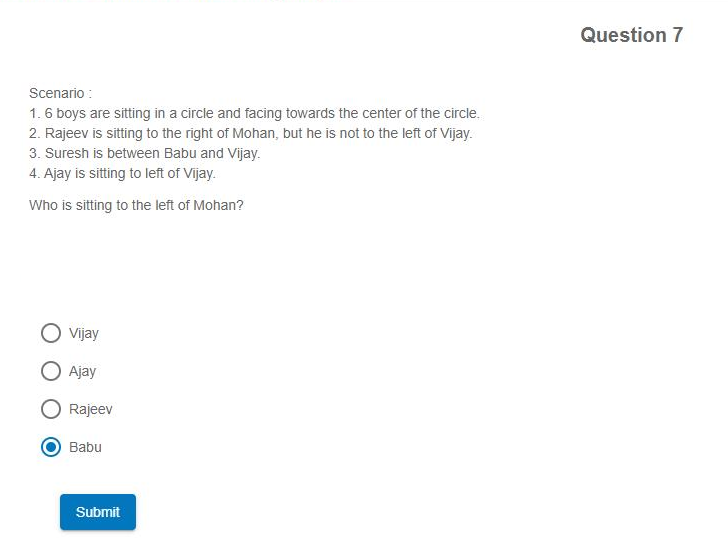 Question 7
Scenario :
1. 6 boys are sitting in a circle and facing towards the center of the circle.
2. Rajeev is sitting to the right of Mohan, but he is not to the left of Vijay.
3. Suresh is between Babu and Vijay.
4. Ajay is sitting to left of Vijay.
Who is sitting to the left of Mohan?
Vijay
Ajay
Rajeev
Babu
Submit